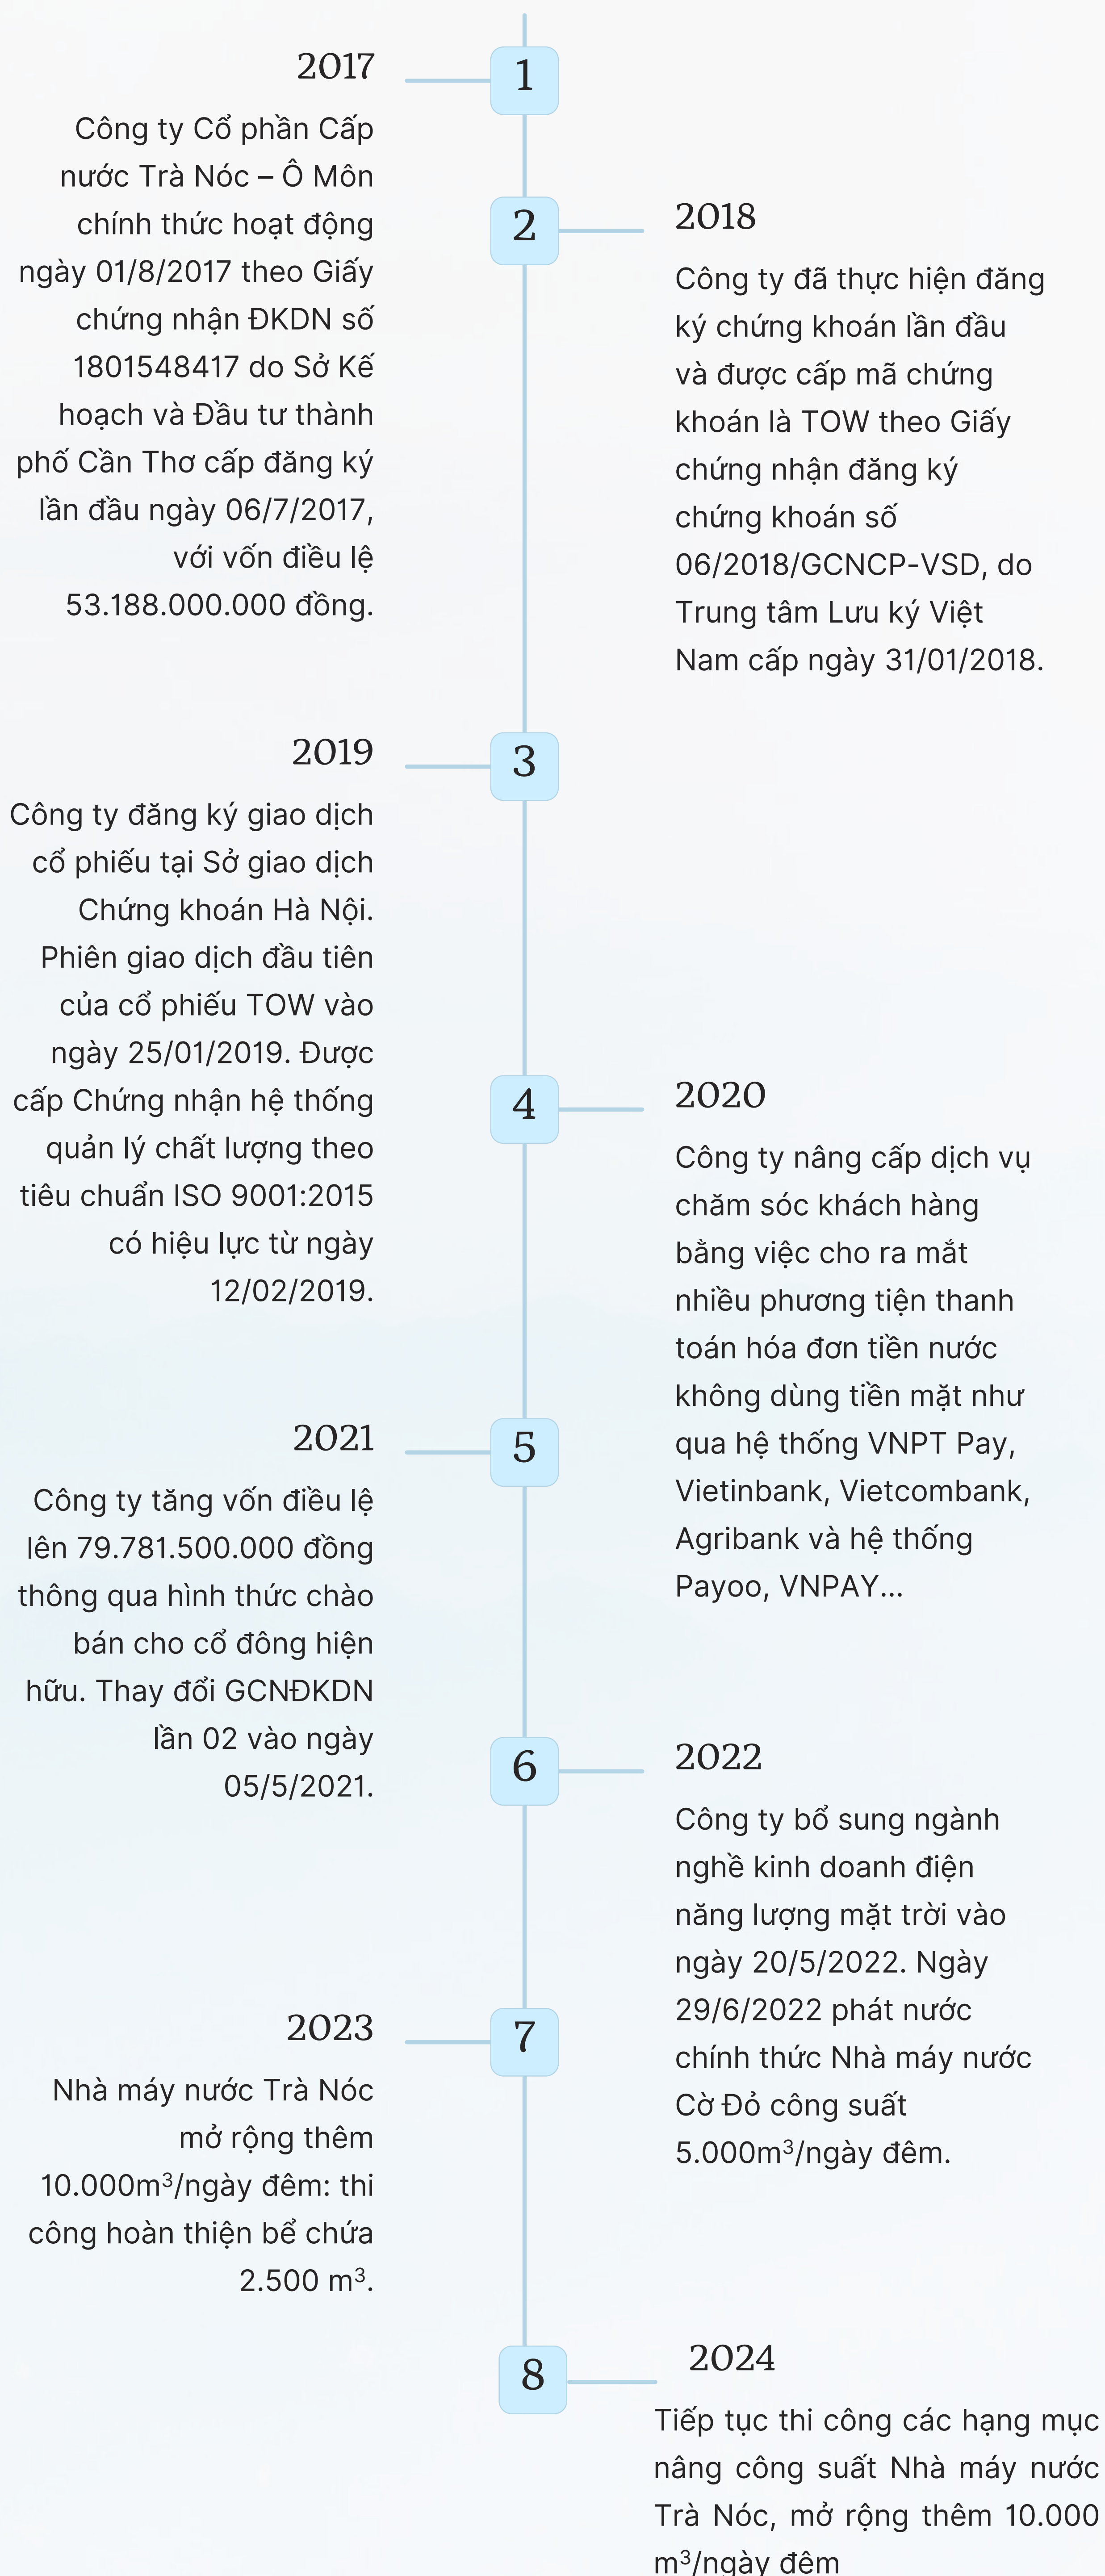 1
2017
Công ty Cổ phần Cấp
nước Trà Nóc – Ô Môn
chính thức hoạt động
ngày 01/8/2017 theo Giấy
chứng nhận ĐKDN số
1801548417 do Sở Kế
hoạch và Đầu tư thành
phố Cần Thơ cấp đăng ký
lần đầu ngày 06/7/2017,
với vốn điều lệ
53.188.000.000 đồng.
2
2018
Công ty đã thực hiện đăng
ký chứng khoán lần đầu
và được cấp mã chứng
khoán là TOW theo Giấy
chứng nhận đăng ký
chứng khoán số
06/2018/GCNCP-VSD, do
Trung tâm Lưu ký Việt
Nam cấp ngày 31/01/2018.
3
2019
Công ty đăng ký giao dịch
cổ phiếu tại Sở giao dịch
Chứng khoán Hà Nội.
Phiên giao dịch đầu tiên
của cổ phiếu TOW vào
ngày 25/01/2019. Được
cấp Chứng nhận hệ thống
quản lý chất lượng theo
tiêu chuẩn ISO 9001:2015
có hiệu lực từ ngày
12/02/2019.
4
2020
Công ty nâng cấp dịch vụ
chăm sóc khách hàng
bằng việc cho ra mắt
nhiều phương tiện thanh
toán hóa đơn tiền nước
không dùng tiền mặt như
qua hệ thống VNPT Pay,
Vietinbank, Vietcombank,
Agribank và hệ thống
Payoo, VNPAY...
5
2021
Công ty tăng vốn điều lệ
lên 79.781.500.000 đồng
thông qua hình thức chào
bán cho cổ đông hiện
hữu. Thay đổi GCNĐKDN
lần 02 vào ngày
05/5/2021.
6
2022
Công ty bổ sung ngành
nghề kinh doanh điện
năng lượng mặt trời vào
ngày 20/5/2022. Ngày
29/6/2022 phát nước
chính thức Nhà máy nước
Cờ Đỏ công suất
5.000m³/ngày đêm.
7
2023
Nhà máy nước Trà Nóc
mở rộng thêm
10.000m³/ngày đêm: thi
công hoàn thiện bể chứa
2.500 m³.
8
2024
Tiếp tục thi công các hạng mục
nâng công suất Nhà máy nước
Trà Nóc, mở rộng thêm 10.000
m³/ngày đêm